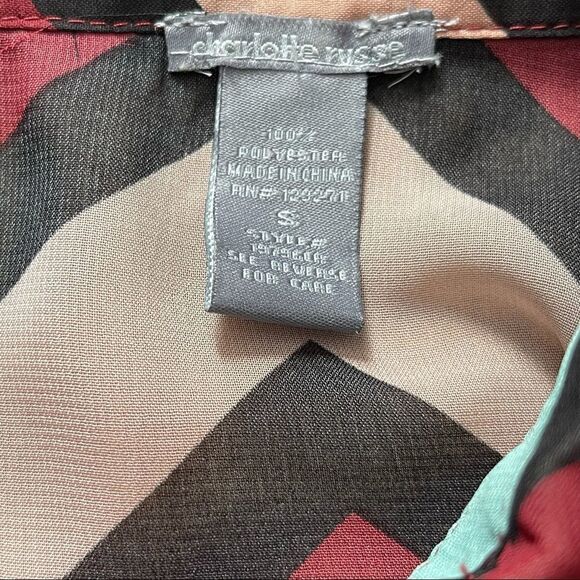 charlotte russe
100%
POLYESTER
MADE IN CHINA
RN# 129271
S
STYLE#
SEE REVERSE
FOR CARE